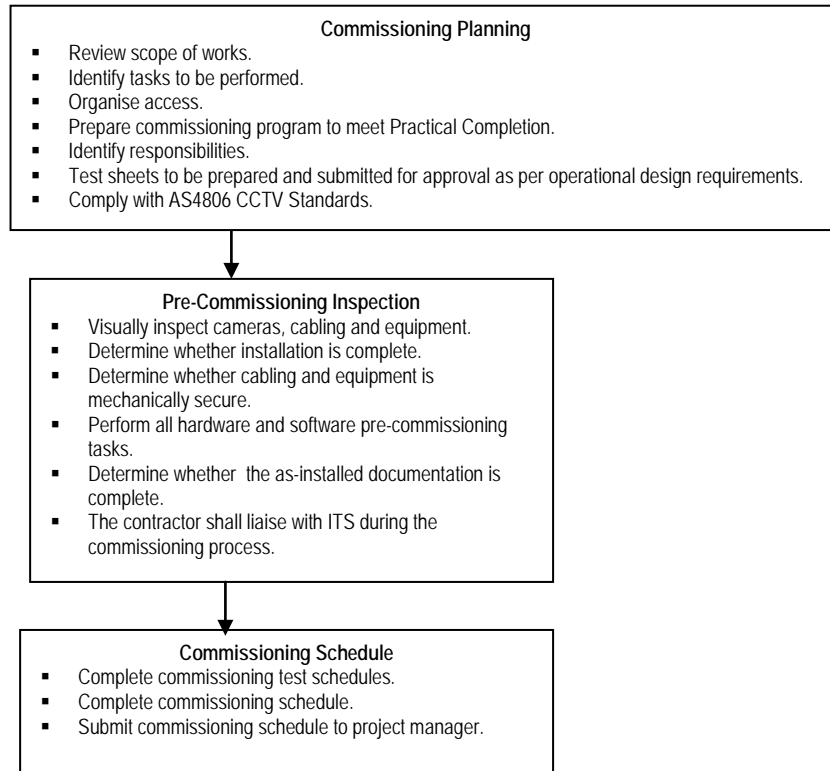 Commissioning Planning
▪ Review scope of works.
▪ Identify tasks to be performed.
▪ Organise access.
▪ Prepare commissioning program to meet Practical Completion.
▪ Identify responsibilities.
▪ Test sheets to be prepared and submitted for approval as per operational design requirements.
▪ Comply with AS4806 CCTV Standards.
Pre-Commissioning Inspection
▪ Visually inspect cameras, cabling and equipment.
▪ Determine whether installation is complete.
▪ Determine whether cabling and equipment is
mechanically secure.
▪ Perform all hardware and software pre-commissioning
tasks.
▪ Determine whether the as-installed documentation is
complete.
▪ The contractor shall liaise with ITS during the
commissioning process.
Commissioning Schedule
▪ Complete commissioning test schedules.
▪ Complete commissioning schedule.
▪ Submit commissioning schedule to project manager.